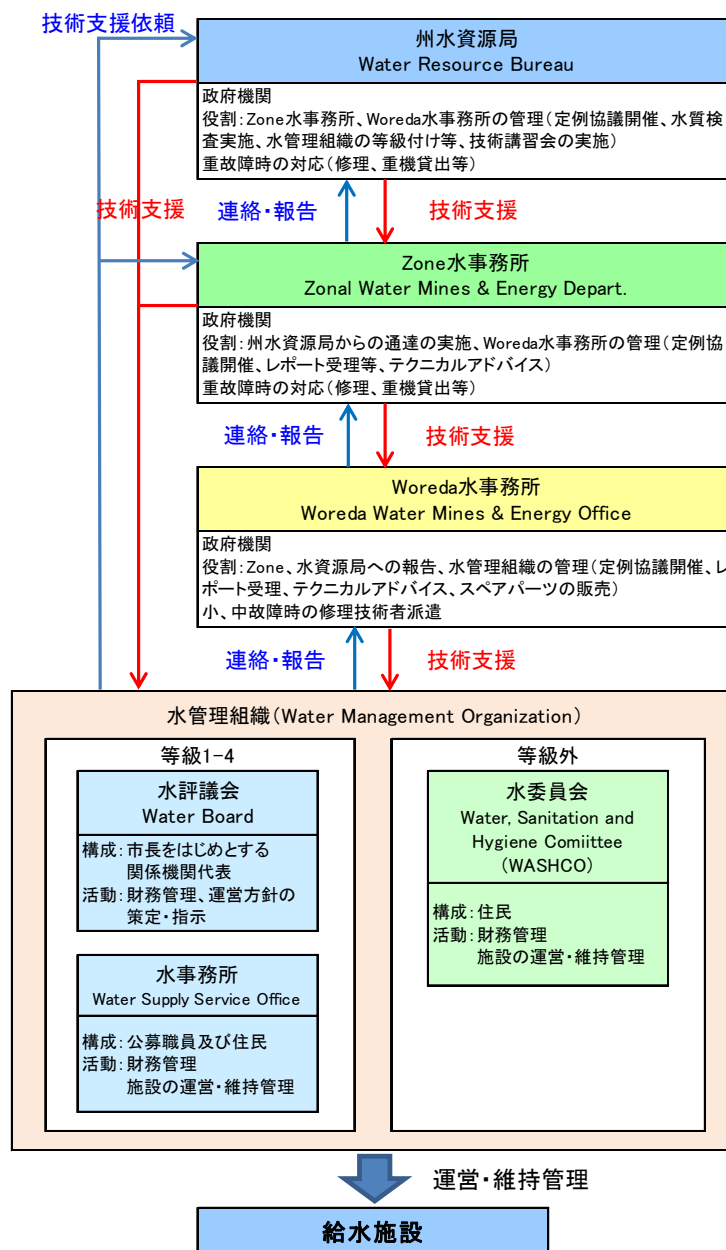 技術支援依頼
州水資源局
Water Resource Bureau
政府機関
役割：Zone水事務所、Woreda水事務所の管理（定例協議開催、水質検
査実施、水管理組織の等級付け等、技術講習会の実施）
重故障時の対応（修理、重機貸出等）
技術支援
連絡・報告
技術支援
Zone水事務所
Zonal Water Mines & Energy Depart.
政府機関
役割：州水資源局からの通達の実施、Woreda水事務所の管理（定例協
議開催、レポート受理等、テクニカルアドバイス）
重故障時の対応（修理、重機貸出等）
連絡・報告
技術支援
Woreda水事務所
Woreda Water Mines & Energy Office
政府機関
役割：Zone、水資源局への報告、水管理組織の管理（定例協議開催、レ
ポート受理、テクニカルアドバイス、スペアパーツの販売）
小、中故障時の修理技術者派遣
連絡・報告
技術支援
水管理組織（Water Management Organization）
等級1-4
水評議会
Water Board
構成：市長をはじめとする
関係機関代表
活動：財務管理、運営方針の
策定・指示
水事務所
Water Supply Service Office
構成：公募職員及び住民
活動：財務管理
施設の運営・維持管理
等級外
水委員会
Water, Sanitation and
Hygiene Comiittee
(WASHCO)
構成：住民
活動：財務管理
施設の運営・維持管理
運営・維持管理
給水施設